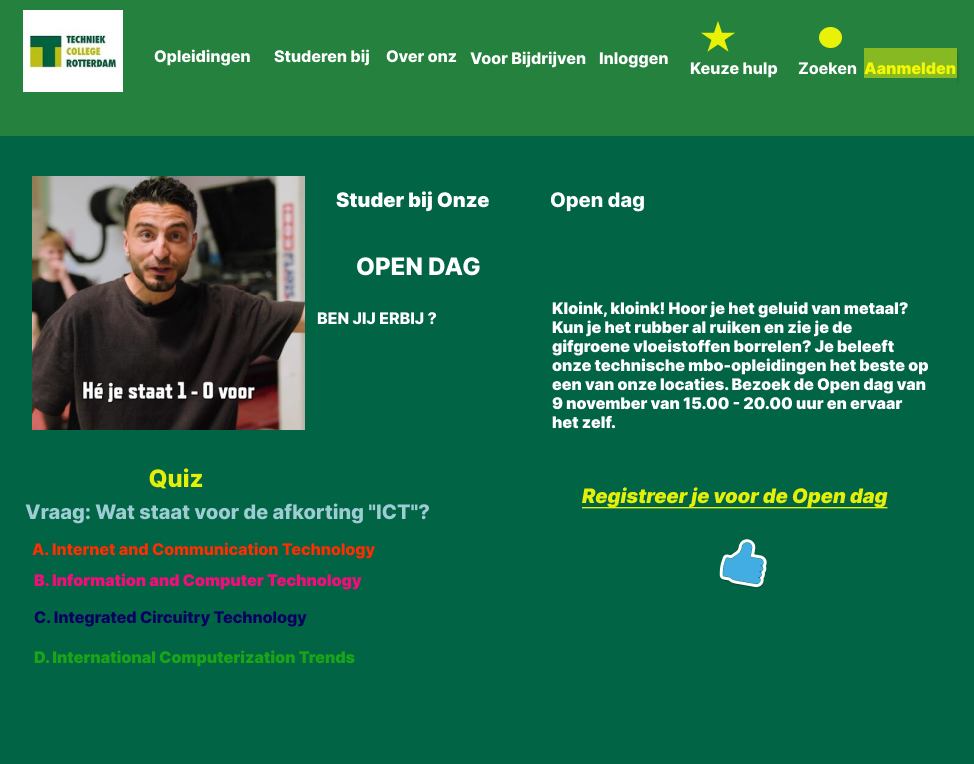 TECHNIEK
COLLEGE
ROTTERDAM
Opleidingen
Studeren bij
Over onz
Voor Bijdrijven
Inloggen
Keuze hulp
Zoeken
Aanmelden
Studer bij Onze
Open dag
OPEN DAG
BEN JIJ ERBIJ ?
Hé je staat 1 - 0 voor
Kloink, kloink! Hoor je het geluid van metaal?
Kun je het rubber al ruiken en zie je de
gifgroene vloeistoffen borrelen? Je beleeft
onze technische mbo-opleidingen het beste op
een van onze locaties. Bezoek de Open dag van
9 november van 15.00 - 20.00 uur en ervaar
het zelf.
Quiz
Vraag: Wat staat voor de afkorting "ICT"?
A. Internet and Communication Technology
B. Information and Computer Technology
C. Integrated Circuitry Technology
D. International Computerization Trends
Registreer je voor de Open dag